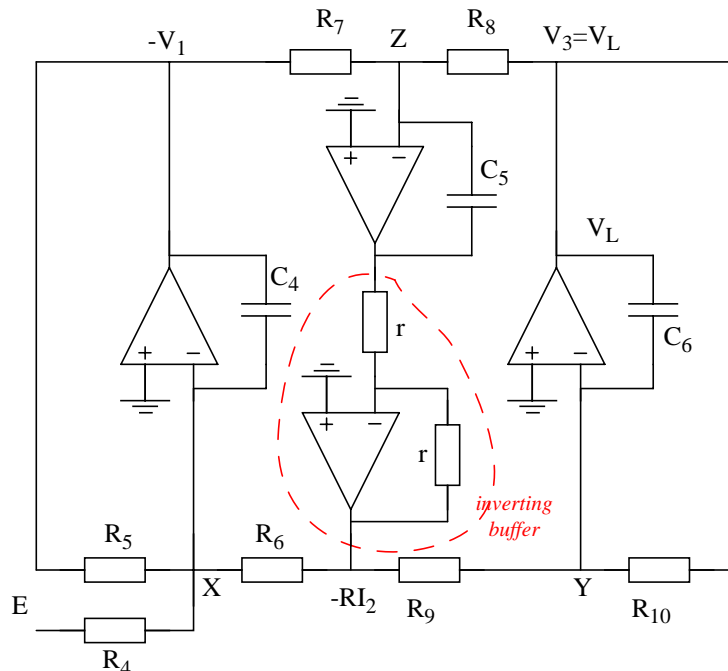 R7 Z R8 V3=VL
-V1
+ −
C5
VL
C4
+ −
r
+ −
C6
+ −
r
inverting
buffer
R5 R6
X -RI2 R9 Y R10
E
R4